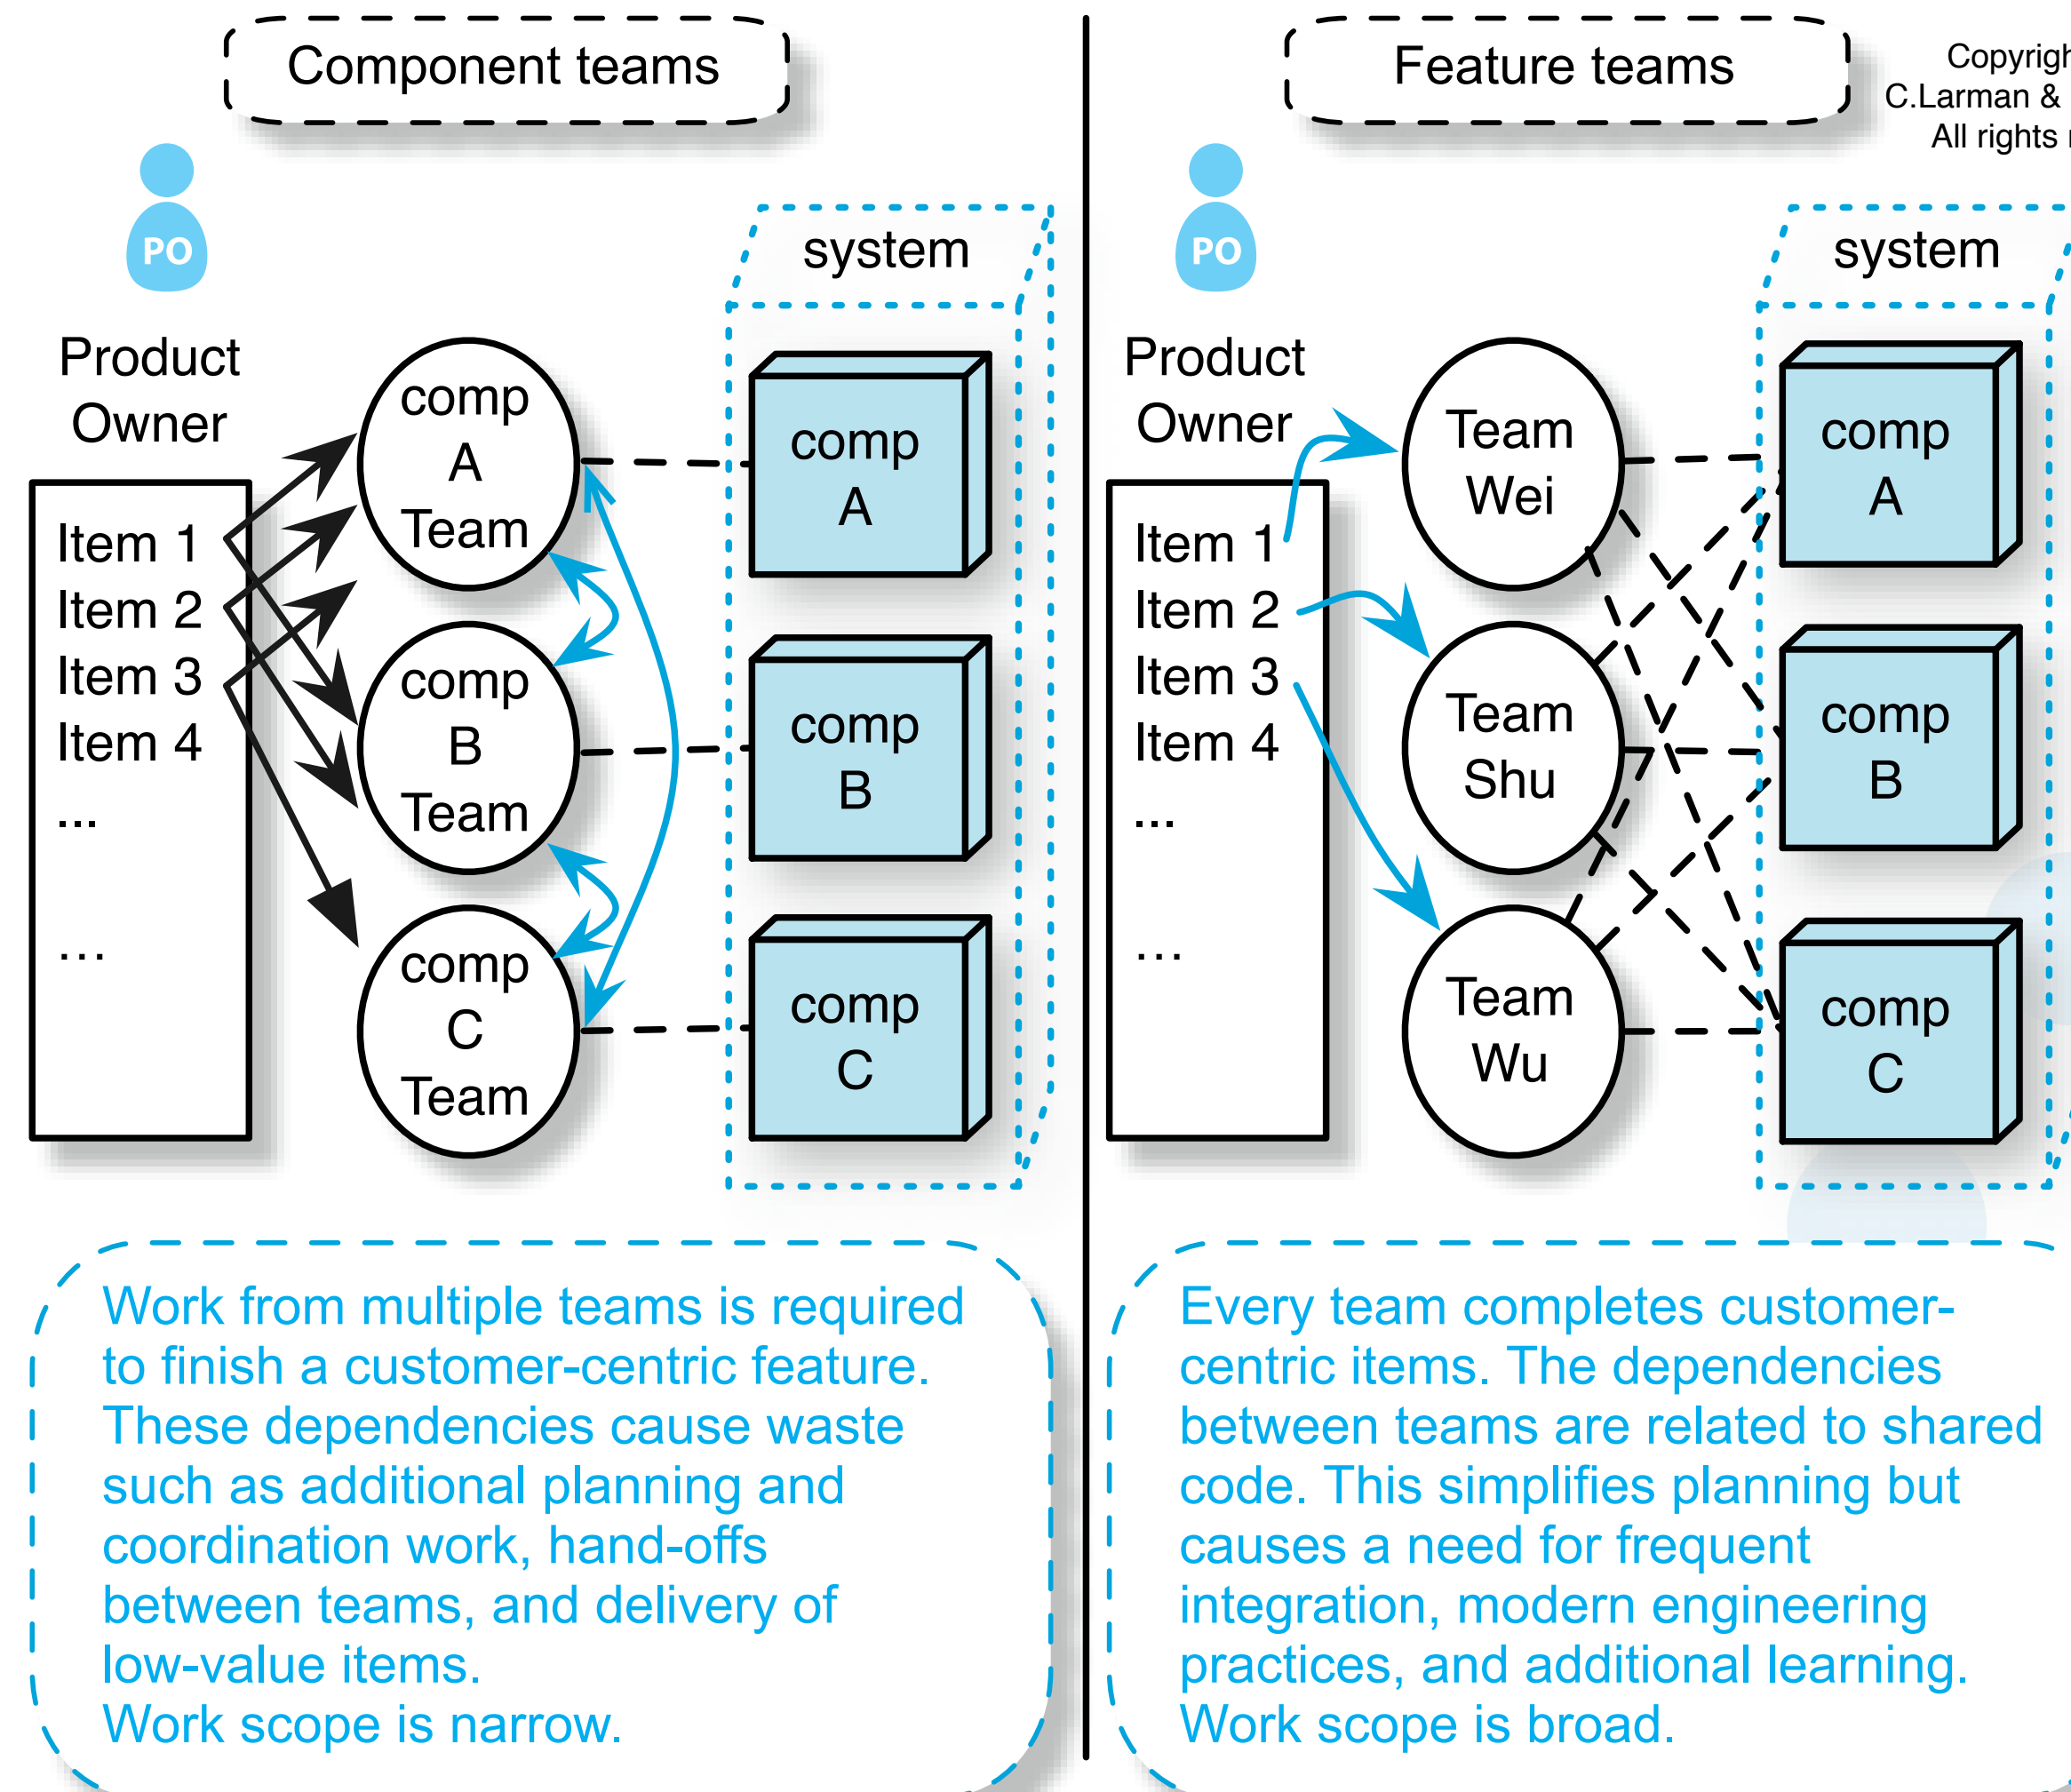 Component teams
PO
Product
Owner
Item 1
Item 2
Item 3
Item 4
...
...
comp
A
Team
comp
B
Team
comp
C
Team
system
comp
A
comp
B
comp
C
Work from multiple teams is required
to finish a customer-centric feature.
These dependencies cause waste
such as additional planning and
coordination work, hand-offs
between teams, and delivery of
low-value items.
Work scope is narrow.
Feature teams
C.Larman &
All rights
PO
Product
Owner
Item 1
Item 2
Item 3
Item 4
...
...
Team
Wei
Team
Shu
Team
Wu
system
comp
A
comp
B
comp
C
Every team completes customer-
centric items. The dependencies
between teams are related to shared
code. This simplifies planning but
causes a need for frequent
integration, modern engineering
practices, and additional learning.
Work scope is broad.